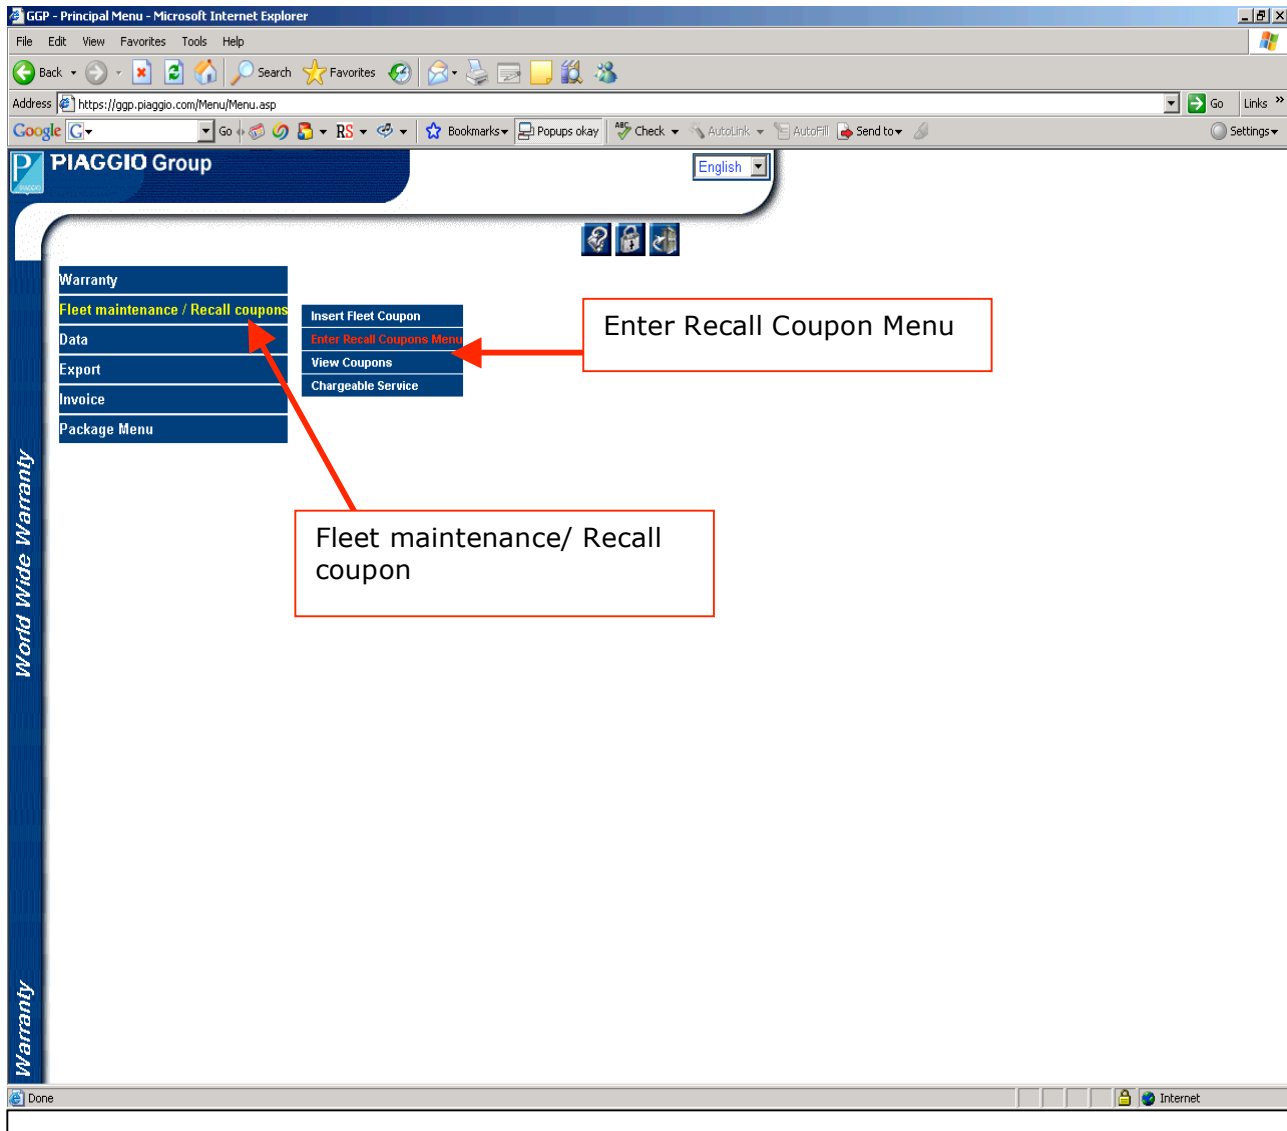 GGP - Principal Menu - Microsoft Internet Explorer
File Edit View Favorites Tools Help
Back Search Favorites
Address https://ggp.piaggio.com/Menu/Menu.asp Go Links »
Google G Go RS Bookmarks Popups okay ABC Check AutoLink AutoFill Send to Settings
P PIAGGIO Group English
PIAGGIO
Warranty
Fleet maintenance / Recall coupons
Data
Export
Invoice
Package Menu
Insert Fleet Coupon
Enter Recall Coupons Menu
View Coupons
Chargeable Service
Enter Recall Coupon Menu
Fleet maintenance/ Recall
coupon
World Wide Warranty
Warranty
Done Internet